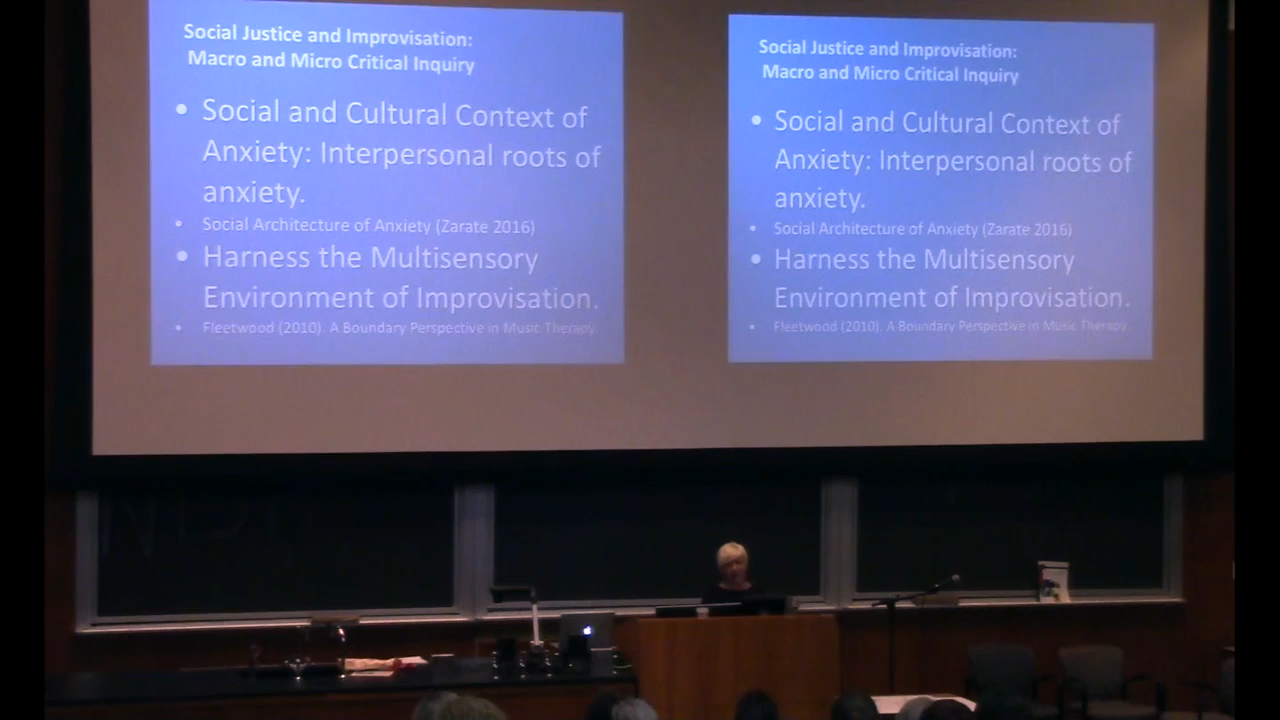 Social Justice and Improvisation:
Macro and Micro Critical Inquiry
• Social and Cultural Context of
Anxiety: Interpersonal roots of
anxiety.
• Social Architecture of Anxiety (Zarate 2016)
• Harness the Multisensory
Environment of Improvisation.
• Fleetwood (2010). A Boundary Perspective in Music Therapy.
Social Justice and Improvisation:
Macro and Micro Critical Inquiry
• Social and Cultural Context of
Anxiety: Interpersonal roots of
anxiety.
• Social Architecture of Anxiety (Zarate 2016)
• Harness the Multisensory
Environment of Improvisation.
• Fleetwood (2010). A Boundary Perspective in Music Therapy.